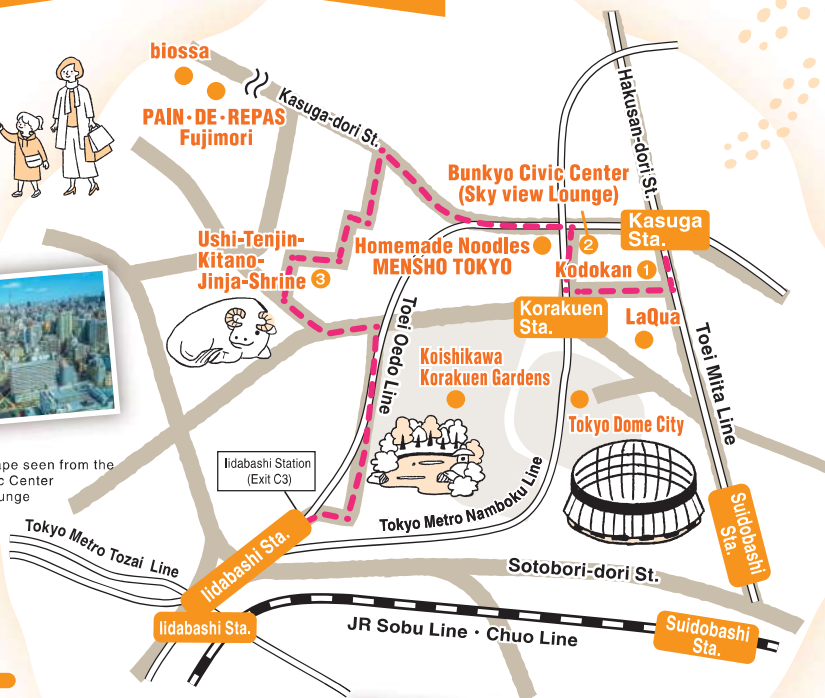 biossa
PAIN·DE·REPAS
Fujimori
Kasuga-dori St.
Hakusan-dori St.
Bunkyo Civic Center
(Sky view Lounge)
2
Kasuga
Sta.
Ushi-Tenjin-
Kitano-
Jinja-Shrine 3
Homemade Noodles
MENSHO TOKYO
Kodokan 1
Korakuen
Sta.
LaQua
Toei Oedo Line
Toei Mita Line
Koishikawa
Korakuen Gardens
Tokyo Dome City
ape seen from the
ic Center
unge
Iidabashi Station
(Exit C3)
Tokyo Metro Namboku Line
Tokyo Metro Tozai Line
Iidabashi Sta.
Suidobashi
Sta.
Sotobori-dori St.
Iidabashi Sta.
JR Sobu Line · Chuo Line
Suidobashi
Sta.